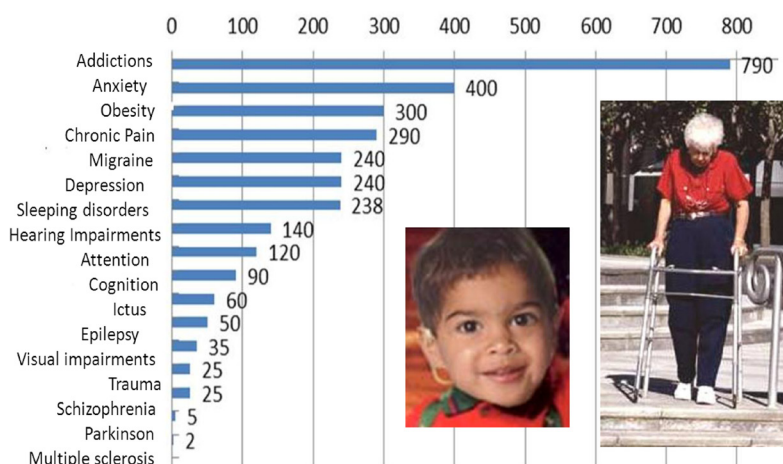 0 100 200 300 400 500 600 700 800
Addictions 790
Anxiety 400
Obesity 300
Chronic Pain 290
Migraine 240
Depression 240
Sleeping disorders 238
Hearing Impairments 140
Attention 120
Cognition 90
Ictus 60
Epilepsy 50
Visual impairments 35
Trauma 25
Schizophrenia 25
Parkinson 5
Multiple sclerosis 2